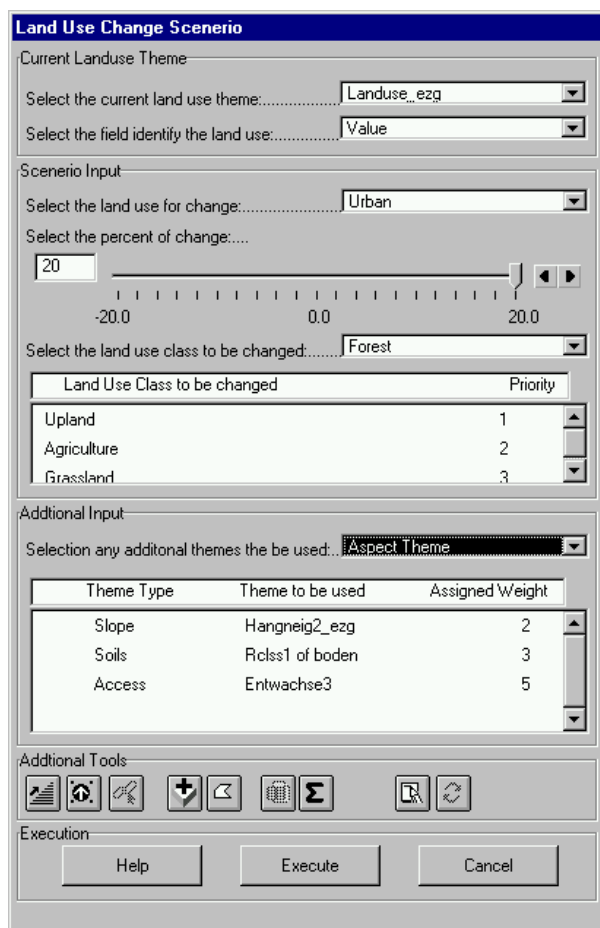 Land Use Change Scenerio
Current Landuse Theme
Select the current land use theme:................. Landuse_ezg
Select the field identify the land use:.............. Value
Scenerio Input
Select the land use for change:..................... Urban
Select the percent of change:....
20
-20.0 0.0 20.0
Select the land use class to be changed:....... Forest
Land Use Class to be changed Priority
Upland 1
Agriculture 2
Grassland 3
Addtional Input
Selection any additonal themes the be used:.. Aspect Theme
Theme Type Theme to be used Assigned Weight
Slope Hangneig2_ezg 2
Soils Rclss1 of boden 3
Access Entwachse3 5
Addtional Tools
Σ
Execution
Help Execute Cancel